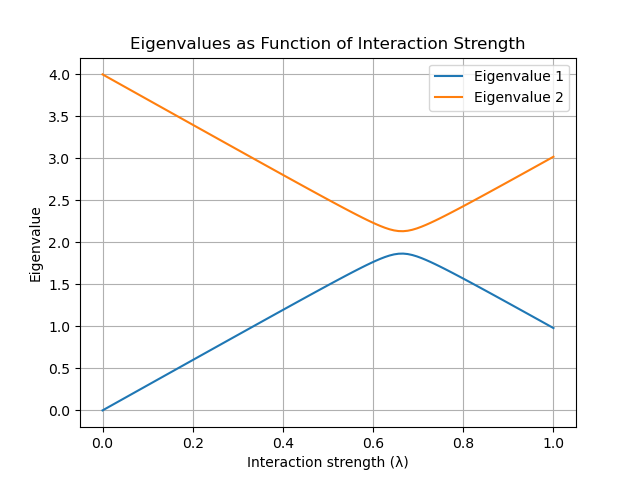 Eigenvalues as Function of Interaction Strength
Eigenvalue 1
Eigenvalue 2
Eigenvalue
4.0
3.5
3.0
2.5
2.0
1.5
1.0
0.5
0.0
0.0 0.2 0.4 0.6 0.8 1.0
Interaction strength (λ)